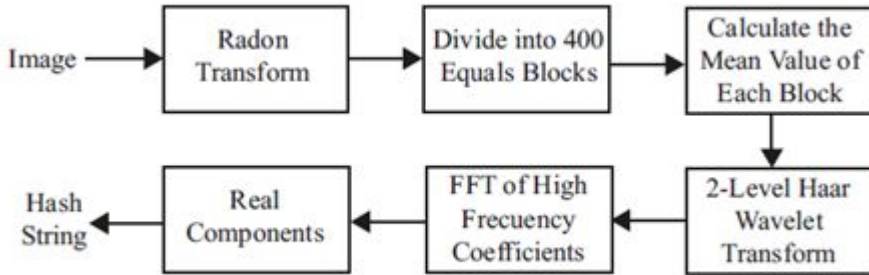 Image
Radon
Transform
Divide into 400
Equals Blocks
Calculate the
Mean Value of
Each Block
2-Level Haar
Wavelet
Transform
FFT of High
Frecuency
Coefficients
Real
Components
Hash
String